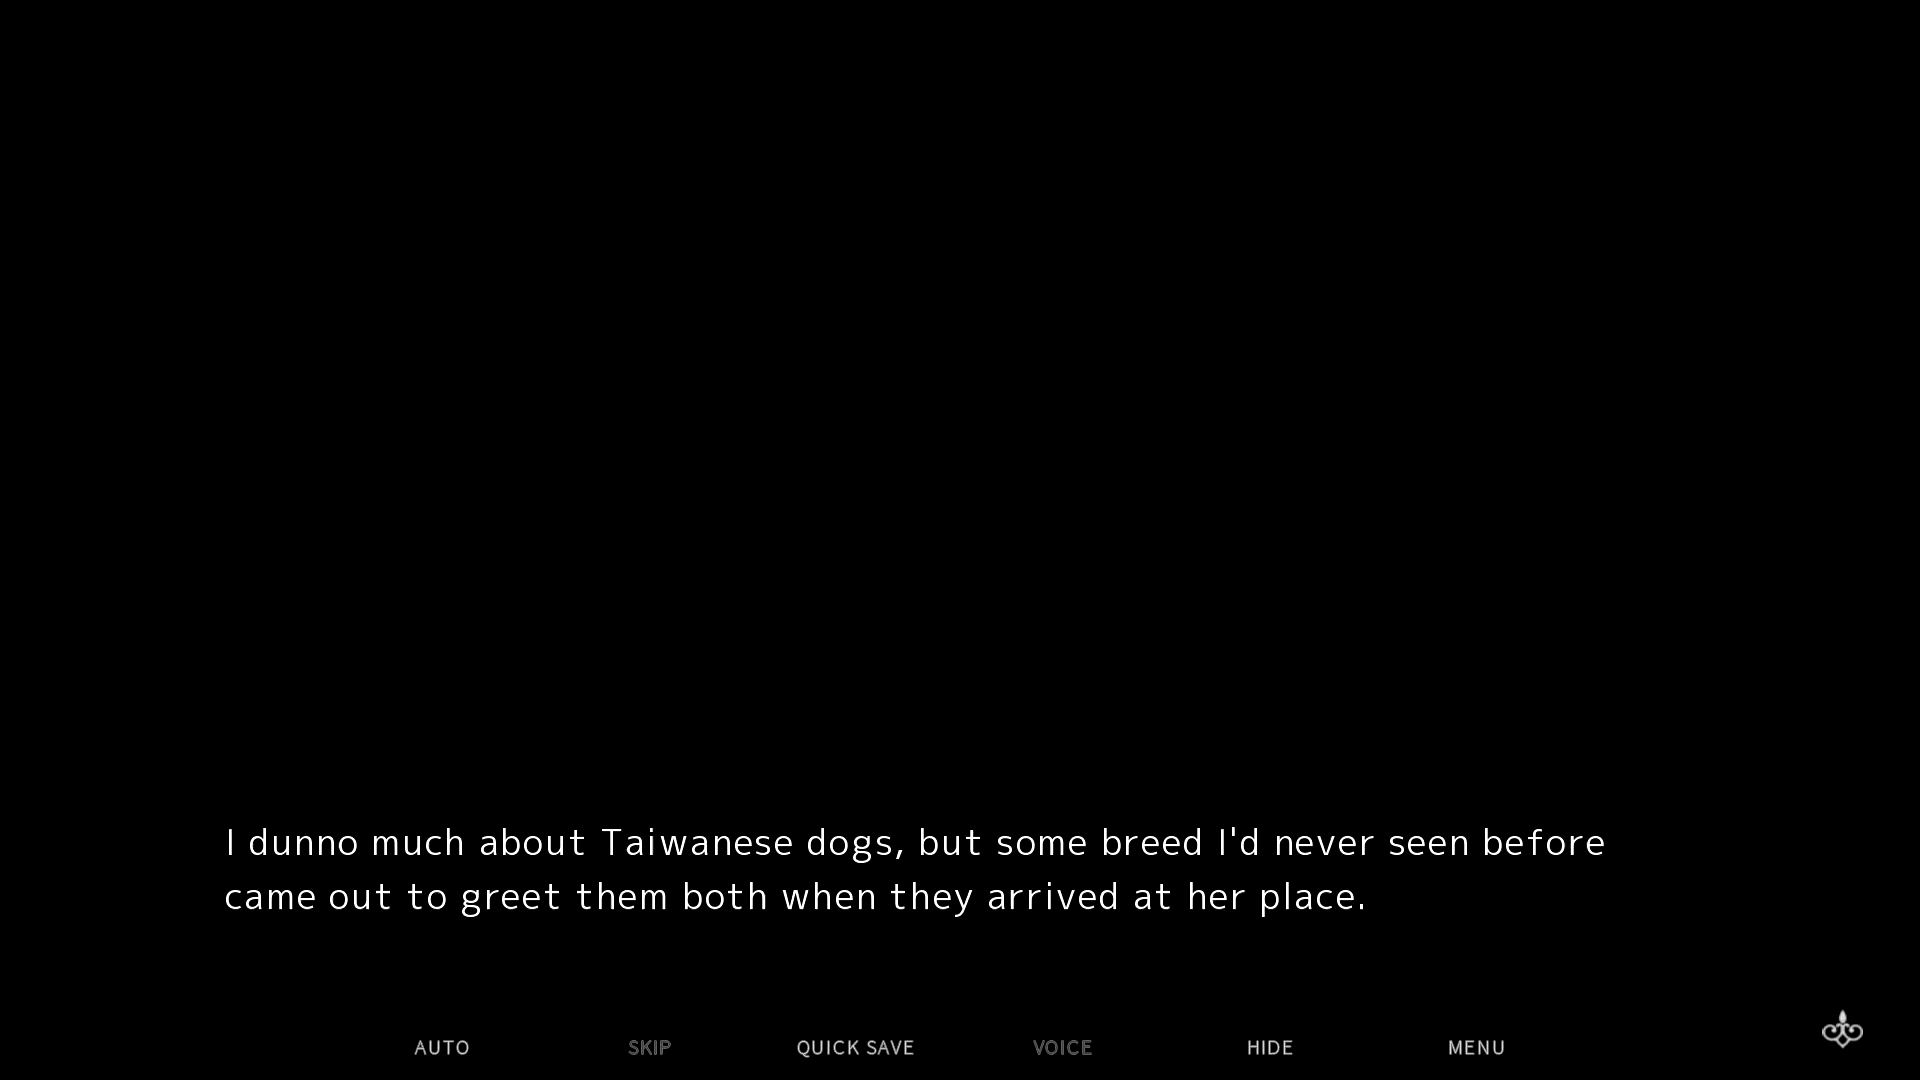 I dunno much about Taiwanese dogs, but some breed I'd never seen before
came out to greet them both when they arrived at her place.
AUTO SKIP QUICK SAVE VOICE HIDE MENU